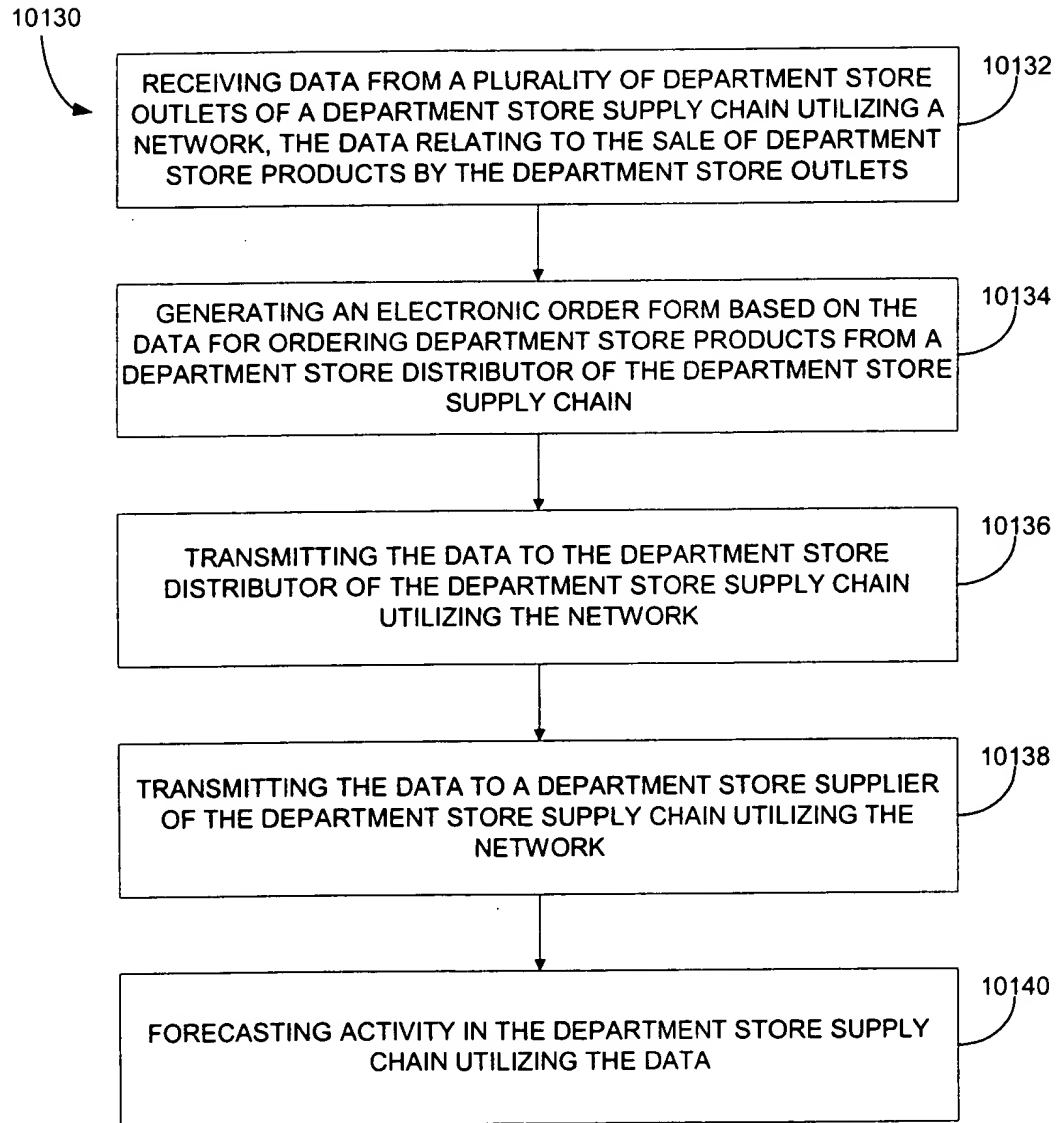 10130
RECEIVING DATA FROM A PLURALITY OF DEPARTMENT STORE
OUTLETS OF A DEPARTMENT STORE SUPPLY CHAIN UTILIZING A
NETWORK, THE DATA RELATING TO THE SALE OF DEPARTMENT
STORE PRODUCTS BY THE DEPARTMENT STORE OUTLETS
10132
GENERATING AN ELECTRONIC ORDER FORM BASED ON THE
DATA FOR ORDERING DEPARTMENT STORE PRODUCTS FROM A
DEPARTMENT STORE DISTRIBUTOR OF THE DEPARTMENT STORE
SUPPLY CHAIN
10134
TRANSMITTING THE DATA TO THE DEPARTMENT STORE
DISTRIBUTOR OF THE DEPARTMENT STORE SUPPLY CHAIN
UTILIZING THE NETWORK
10136
TRANSMITTING THE DATA TO A DEPARTMENT STORE SUPPLIER
OF THE DEPARTMENT STORE SUPPLY CHAIN UTILIZING THE
NETWORK
10138
FORECASTING ACTIVITY IN THE DEPARTMENT STORE SUPPLY
CHAIN UTILIZING THE DATA
10140